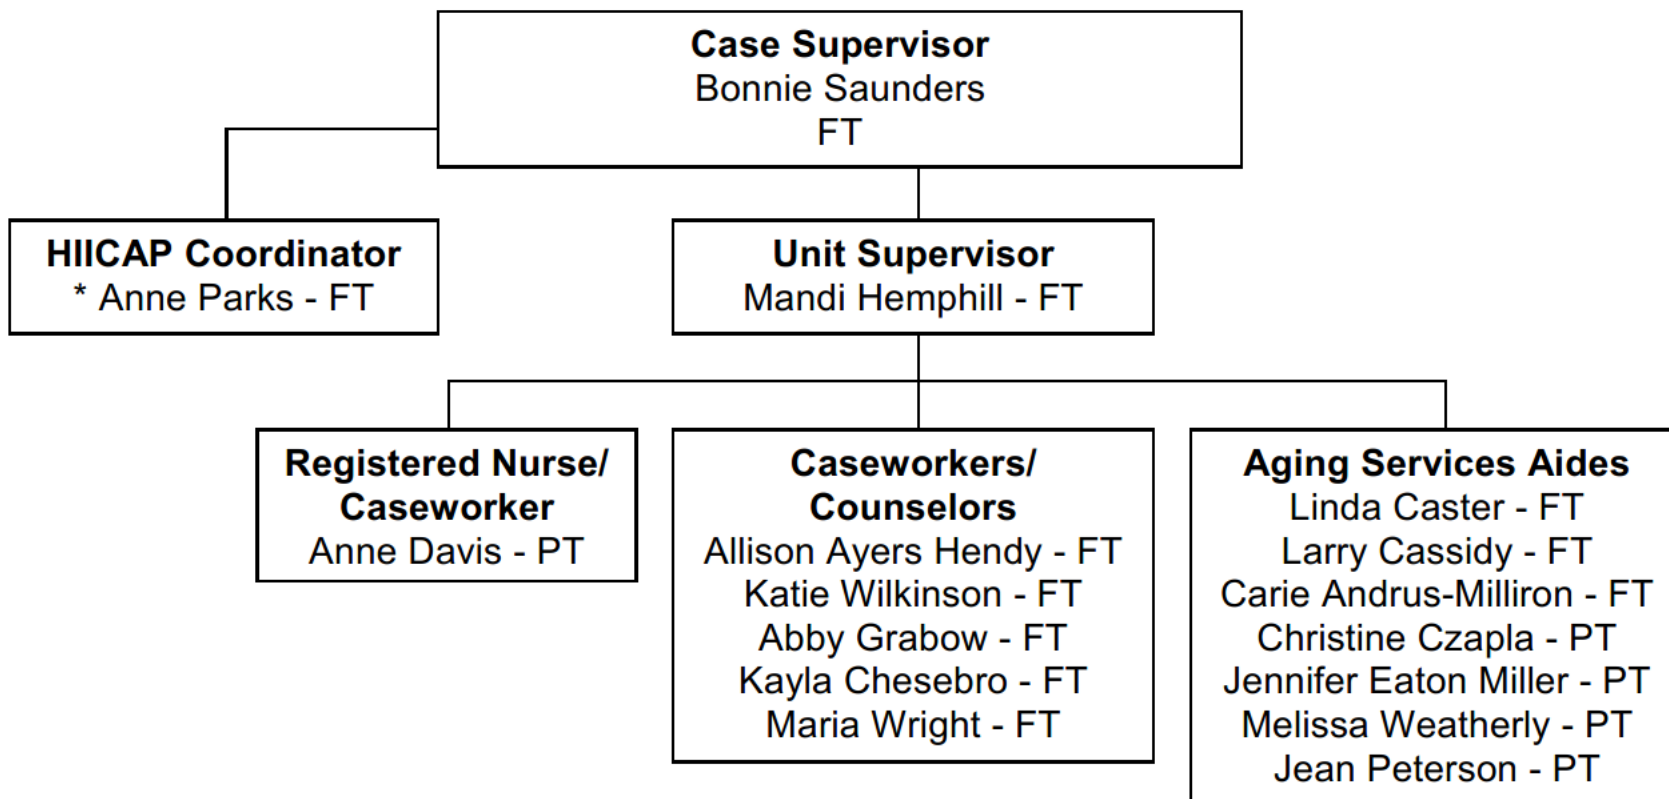 Case Supervisor
Bonnie Saunders
FT
HIICAP Coordinator
* Anne Parks - FT
Unit Supervisor
Mandi Hemphill - FT
Registered Nurse/
Caseworker
Anne Davis - PT
Caseworkers/
Counselors
Allison Ayers Hendy - FT
Katie Wilkinson - FT
Abby Grabow - FT
Kayla Chesebro - FT
Maria Wright - FT
Aging Services Aides
Linda Caster - FT
Larry Cassidy - FT
Carie Andrus-Milliron - FT
Christine Czapla - PT
Jennifer Eaton Miller - PT
Melissa Weatherly - PT
Jean Peterson - PT